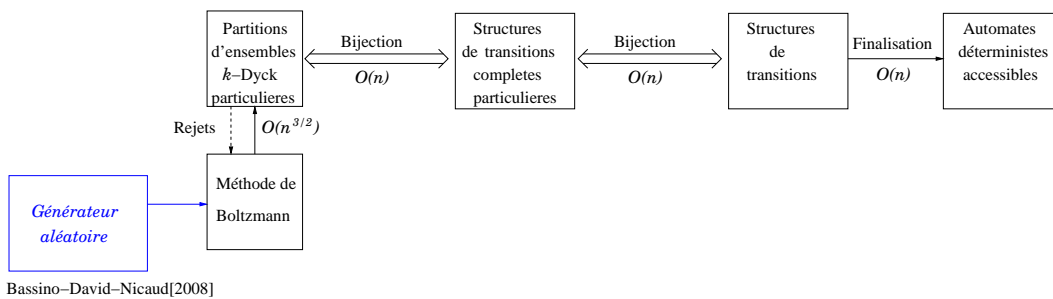 Partitions
d'ensembles
k–Dyck
particulieres
Bijection
O(n)
Structures
de transitions
completes
particulieres
Bijection
O(n)
Structures
de
transitions
Finalisation
O(n)
Automates
déterministes
accessibles
Rejets
O(n^{3/2})
Méthode de
Boltzmann
Générateur
aléatoire
Bassino–David–Nicaud[2008]